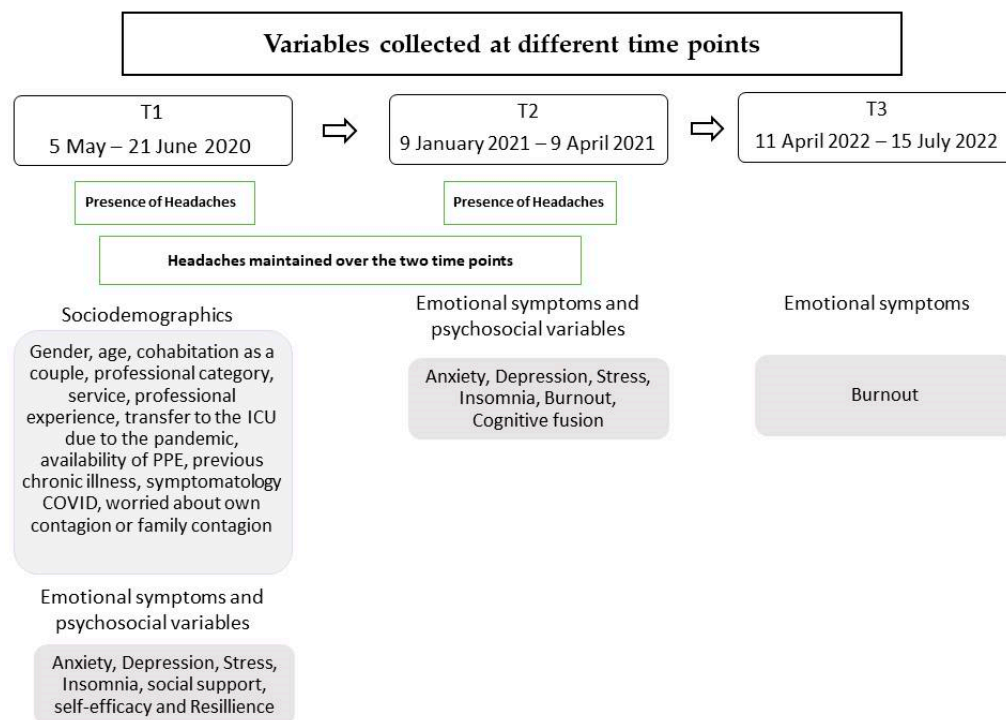 Variables collected at different time points
T1
5 May – 21 June 2020
T2
9 January 2021 – 9 April 2021
T3
11 April 2022 – 15 July 2022
Presence of Headaches
Presence of Headaches
Headaches maintained over the two time points
Sociodemographics
Gender, age, cohabitation as a
couple, professional category,
service, professional
experience, transfer to the ICU
due to the pandemic,
availability of PPE, previous
chronic illness, symptomatology
COVID, worried about own
contagion or family contagion
Emotional symptoms and
psychosocial variables
Anxiety, Depression, Stress,
Insomnia, social support,
self-efficacy and Resillience
Emotional symptoms and
psychosocial variables
Anxiety, Depression, Stress,
Insomnia, Burnout,
Cognitive fusion
Emotional symptoms
Burnout